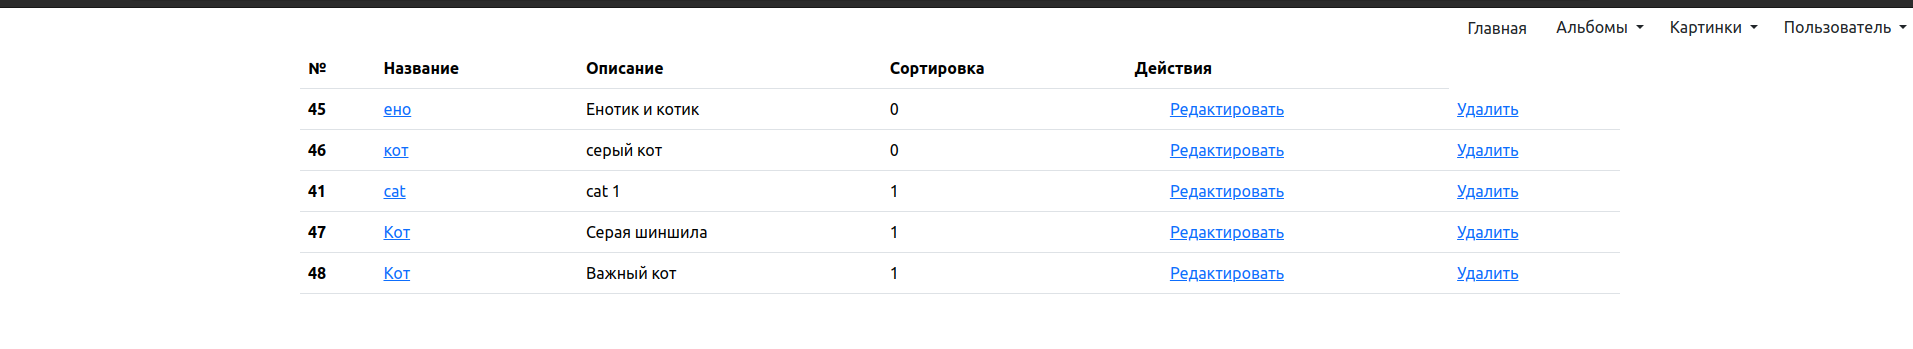 Главная Альбомы Картинки Пользователь
№ Название Описание Сортировка Действия
45 ено Енотик и котик 0 Редактировать Удалить
46 кот серый кот 0 Редактировать Удалить
41 cat cat 1 1 Редактировать Удалить
47 Кот Серая шиншила 1 Редактировать Удалить
48 Кот Важный кот 1 Редактировать Удалить